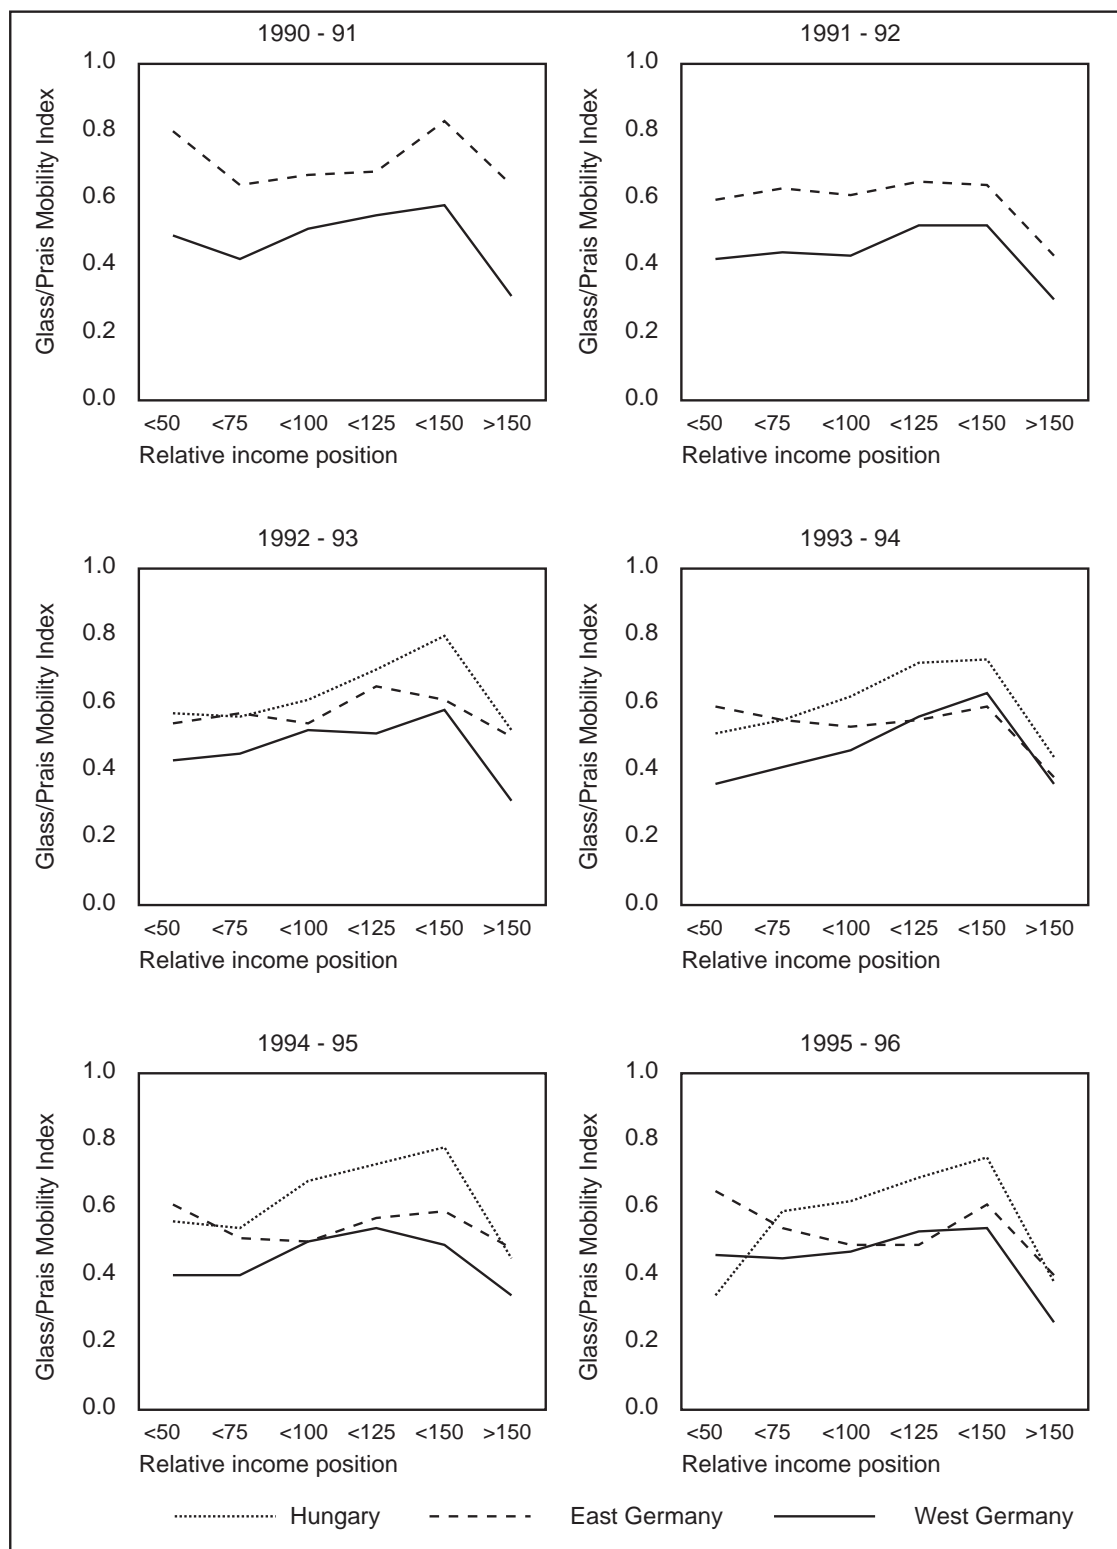 1990 - 91
Glass/Prais Mobility Index
1.0
0.8
0.6
0.4
0.2
0.0
<50 <75 <100 <125 <150 >150
Relative income position
1991 - 92
Glass/Prais Mobility Index
1.0
0.8
0.6
0.4
0.2
0.0
<50 <75 <100 <125 <150 >150
Relative income position
1992 - 93
Glass/Prais Mobility Index
1.0
0.8
0.6
0.4
0.2
0.0
<50 <75 <100 <125 <150 >150
Relative income position
1993 - 94
Glass/Prais Mobility Index
1.0
0.8
0.6
0.4
0.2
0.0
<50 <75 <100 <125 <150 >150
Relative income position
1994 - 95
Glass/Prais Mobility Index
1.0
0.8
0.6
0.4
0.2
0.0
<50 <75 <100 <125 <150 >150
Relative income position
1995 - 96
Glass/Prais Mobility Index
1.0
0.8
0.6
0.4
0.2
0.0
<50 <75 <100 <125 <150 >150
Relative income position
Hungary East Germany West Germany